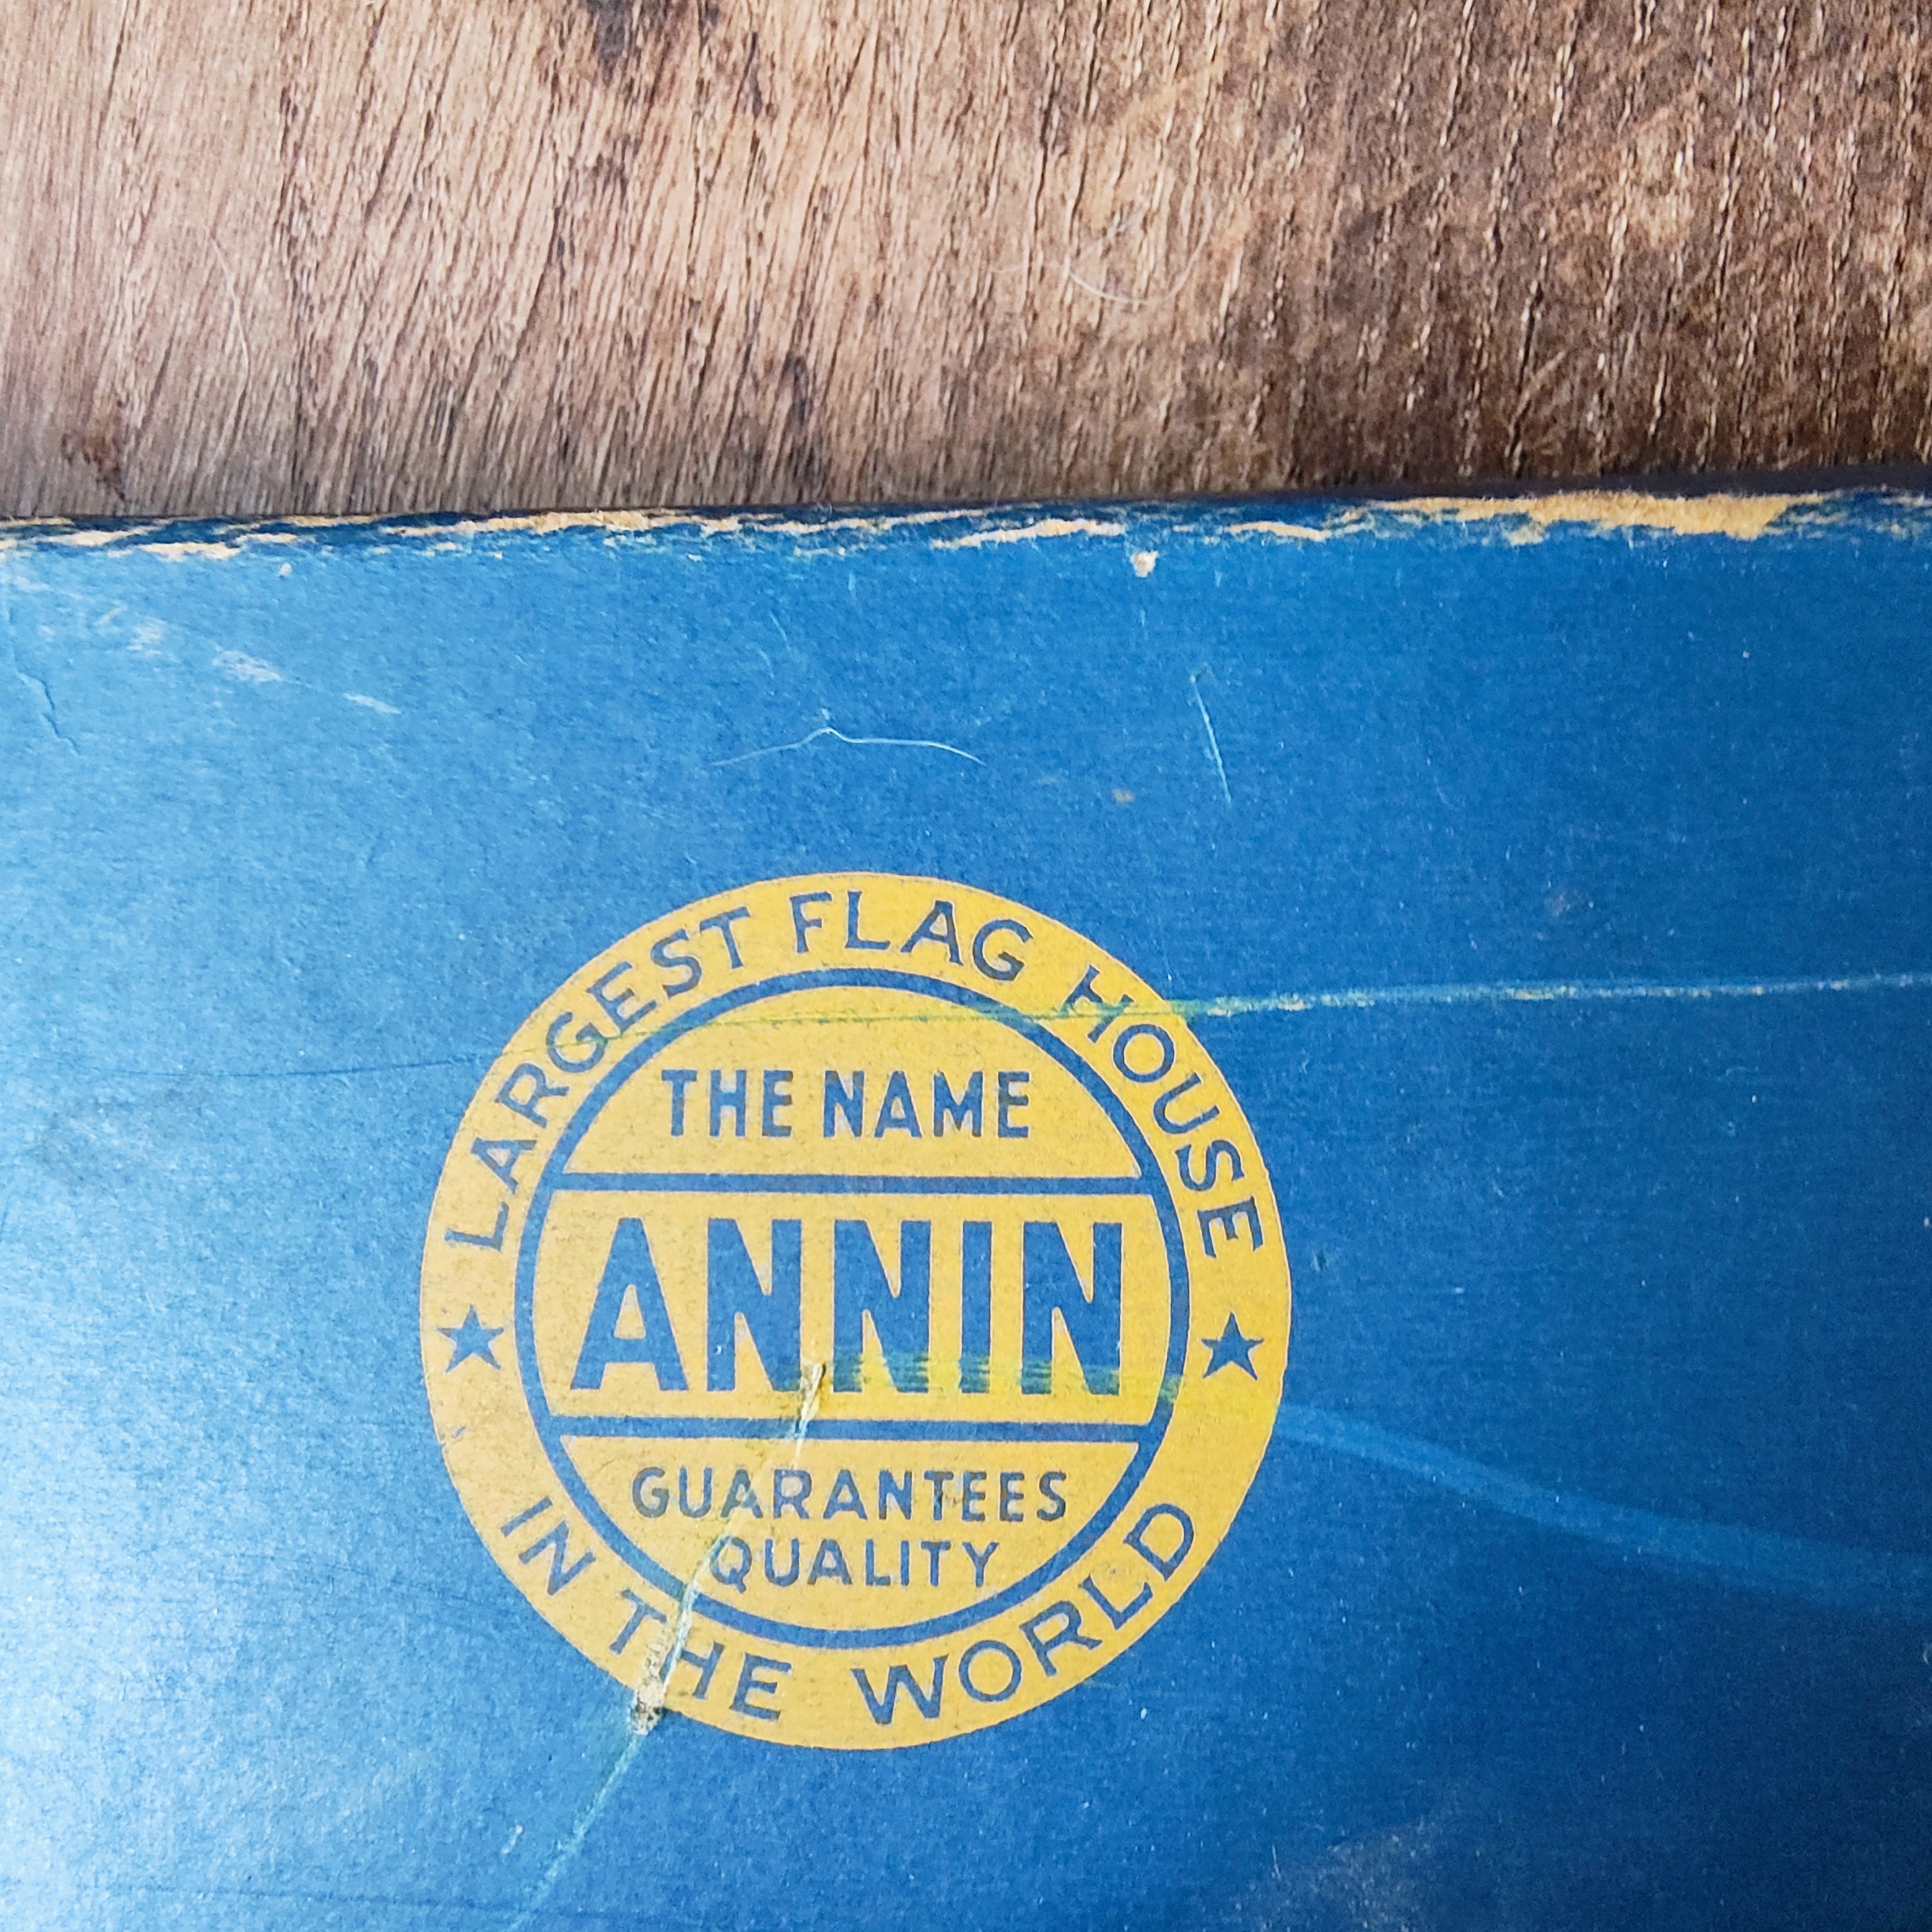 LARGEST FLAG HOUSE
THE NAME
ANNIN
GUARANTEES
QUALITY
IN THE WORLD